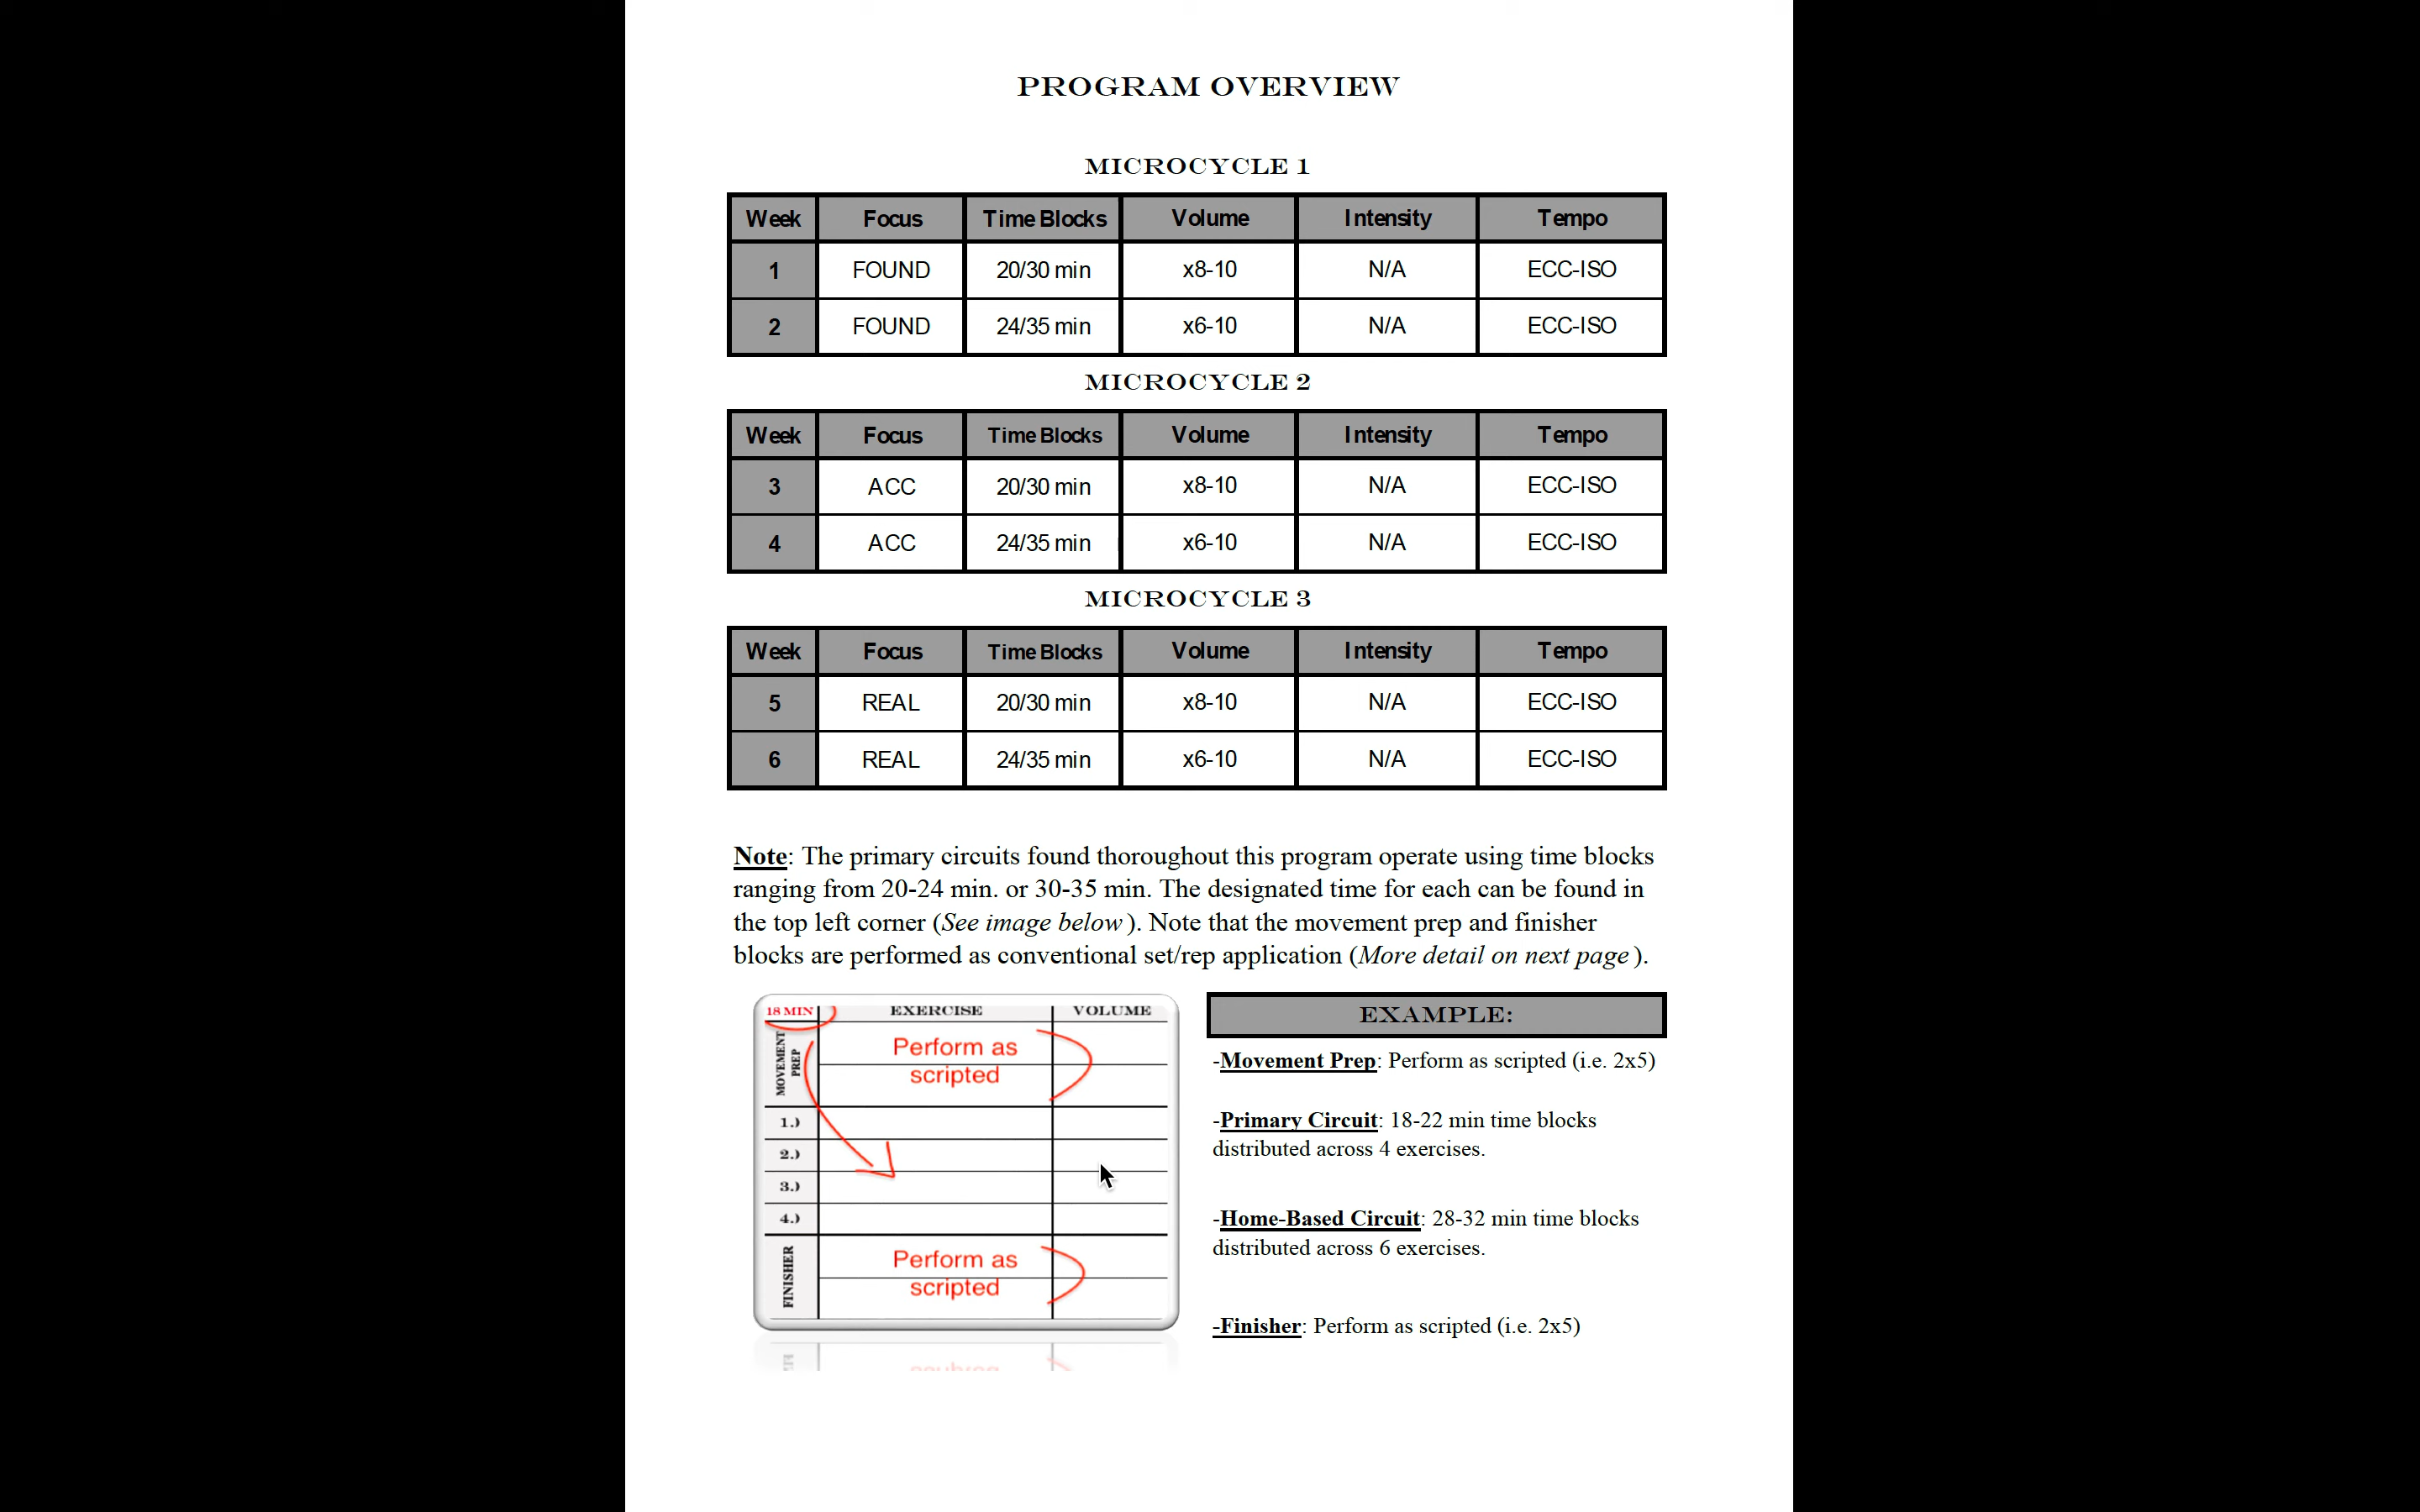 PROGRAM OVERVIEW
MICROCYCLE 1
Week Focus Time Blocks Volume Intensity Tempo
1 FOUND 20/30 min x8-10 N/A ECC-ISO
2 FOUND 24/35 min x6-10 N/A ECC-ISO
MICROCYCLE 2
Week Focus Time Blocks Volume Intensity Tempo
3 ACC 20/30 min x8-10 N/A ECC-ISO
4 ACC 24/35 min x6-10 N/A ECC-ISO
MICROCYCLE 3
Week Focus Time Blocks Volume Intensity Tempo
5 REAL 20/30 min x8-10 N/A ECC-ISO
6 REAL 24/35 min x6-10 N/A ECC-ISO
Note: The primary circuits found thoroughout this program operate using time blocks
ranging from 20-24 min. or 30-35 min. The designated time for each can be found in
the top left corner (See image below). Note that the movement prep and finisher
blocks are performed as conventional set/rep application (More detail on next page).
18 MIN EXERCISE VOLUME
MOVEMENT
PREP
Perform as
scripted
1.)
2.)
3.)
4.)
FINISHER
Perform as
scripted
EXAMPLE:
-Movement Prep: Perform as scripted (i.e. 2x5)
-Primary Circuit: 18-22 min time blocks
distributed across 4 exercises.
-Home-Based Circuit: 28-32 min time blocks
distributed across 6 exercises.
-Finisher: Perform as scripted (i.e. 2x5)